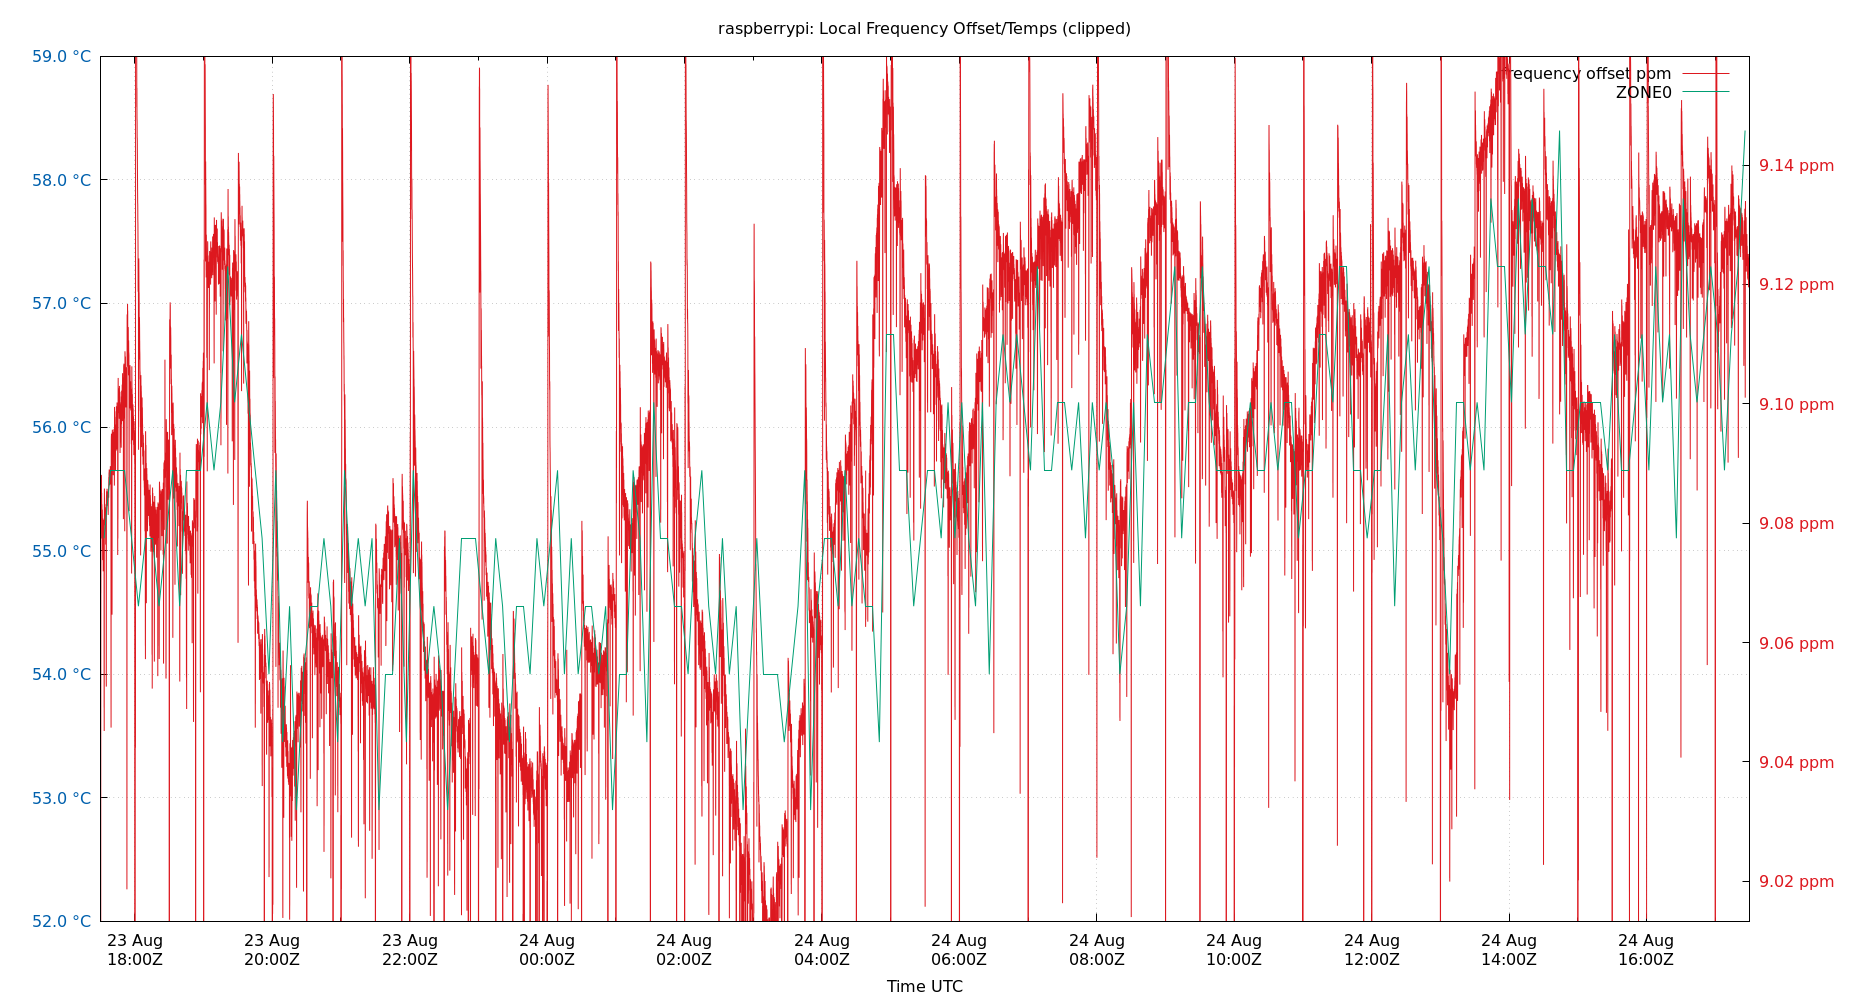 raspberrypi: Local Frequency Offset/Temps (clipped)
59.0 °C
58.0 °C
57.0 °C
56.0 °C
55.0 °C
54.0 °C
53.0 °C
52.0 °C
frequency offset ppm
ZONE0
9.14 ppm
9.12 ppm
9.10 ppm
9.08 ppm
9.06 ppm
9.04 ppm
9.02 ppm
23 Aug
18:00Z
23 Aug
20:00Z
23 Aug
22:00Z
24 Aug
00:00Z
24 Aug
02:00Z
24 Aug
04:00Z
24 Aug
06:00Z
24 Aug
08:00Z
24 Aug
10:00Z
24 Aug
12:00Z
24 Aug
14:00Z
24 Aug
16:00Z
Time UTC